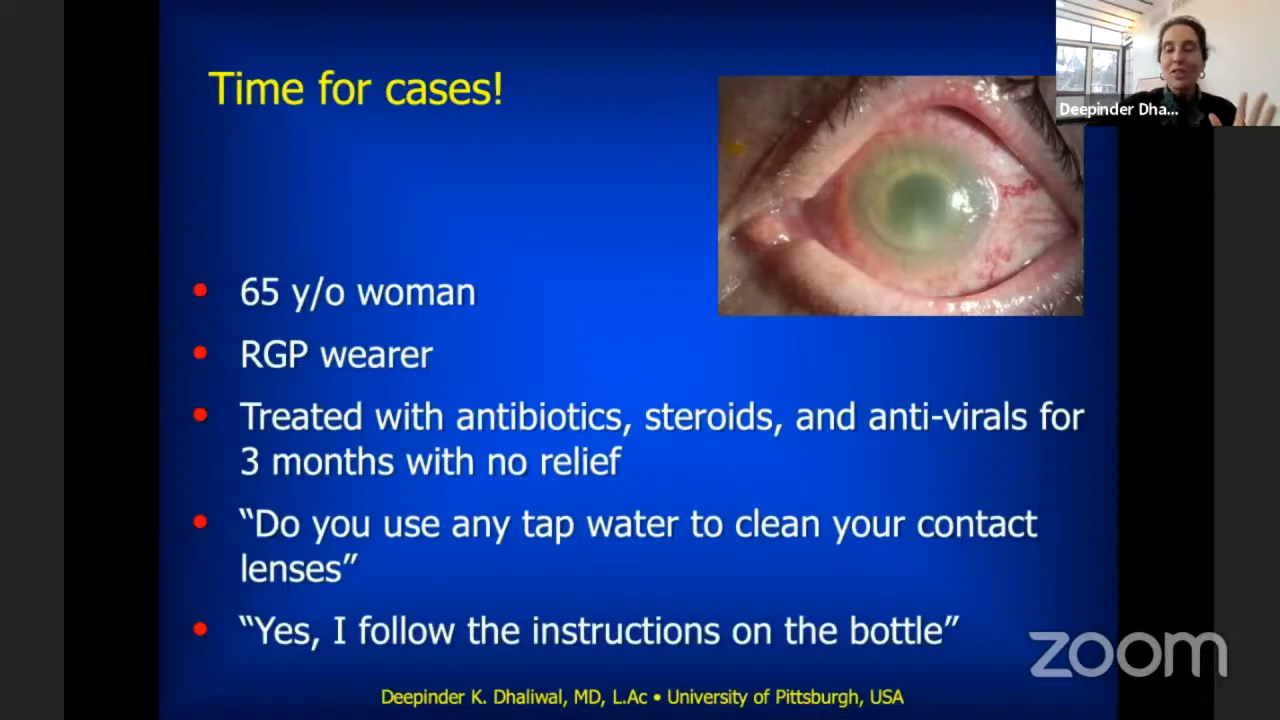 Time for cases!
Deepinder Dha...
65 y/o woman
RGP wearer
Treated with antibiotics, steroids, and anti-virals for
3 months with no relief
“Do you use any tap water to clean your contact
lenses”
“Yes, I follow the instructions on the bottle”
zoom
Deepinder K. Dhaliwal, MD, L.Ac • University of Pittsburgh, USA